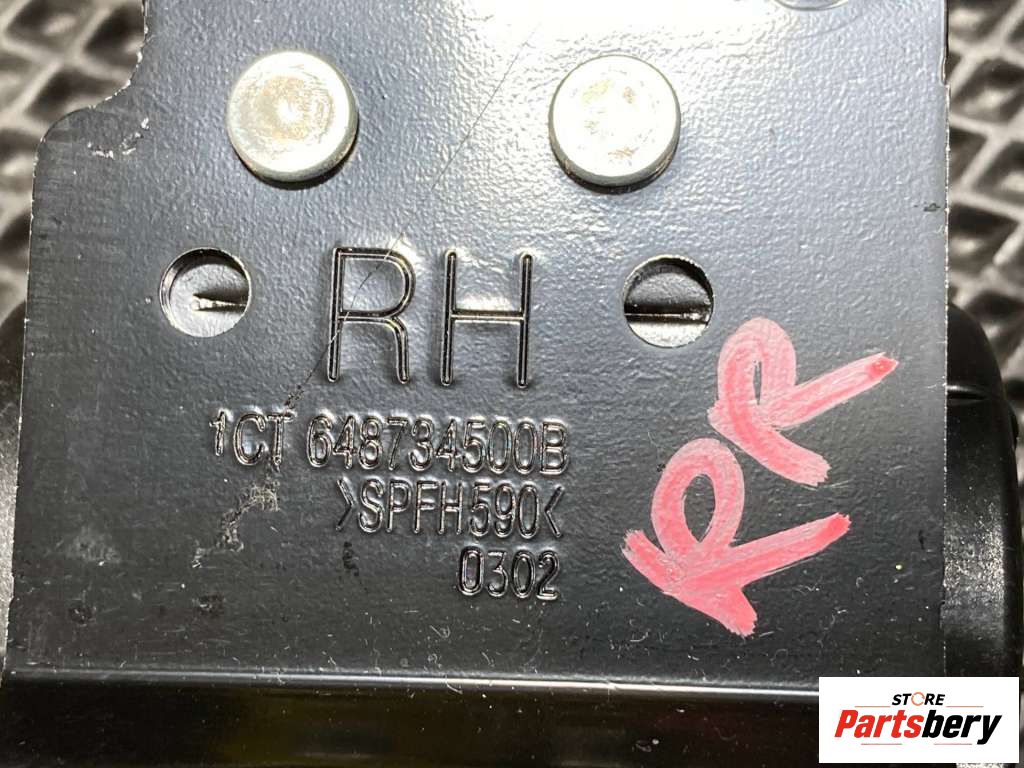 RH
1CT 648734500B
>SPFH590<
0302
RR
STORE
Partsbery